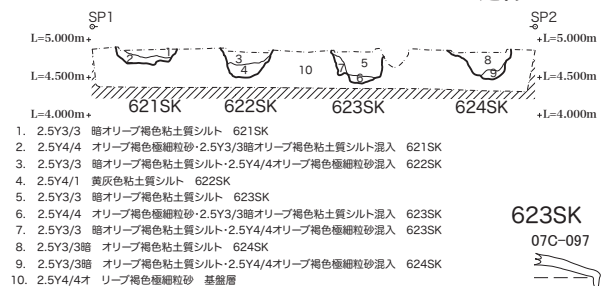 SP1 SP2
L=5.000m L=5.000m
1 2 3 4 10 5 7 6 8 9
L=4.500m L=4.500m
621SK 622SK 623SK 624SK
L=4.000m L=4.000m
1. 2.5Y3/3 暗オリーブ褐色粘土質シルト 621SK
2. 2.5Y4/4 オリーブ褐色極細粒砂・2.5Y3/3暗オリーブ褐色粘土質シルト混入 621SK
3. 2.5Y3/3 暗オリーブ褐色粘土質シルト・2.5Y4/4オリーブ褐色極細粒砂混入 622SK
4. 2.5Y4/1 黄灰色粘土質シルト 622SK
5. 2.5Y3/3 暗オリーブ褐色粘土質シルト 623SK
6. 2.5Y4/4 オリーブ褐色極細粒砂・2.5Y3/3暗オリーブ褐色粘土質シルト混入 623SK
7. 2.5Y3/3 暗オリーブ褐色粘土質シルト・2.5Y4/4オリーブ褐色極細粒砂混入 623SK
8. 2.5Y3/3暗 オリーブ褐色粘土質シルト 624SK
9. 2.5Y3/3暗 オリーブ褐色粘土質シルト・2.5Y4/4オリーブ褐色極細粒砂混入 624SK
10. 2.5Y4/4オ リーブ褐色極細粒砂 基盤層
623SK
07C-097